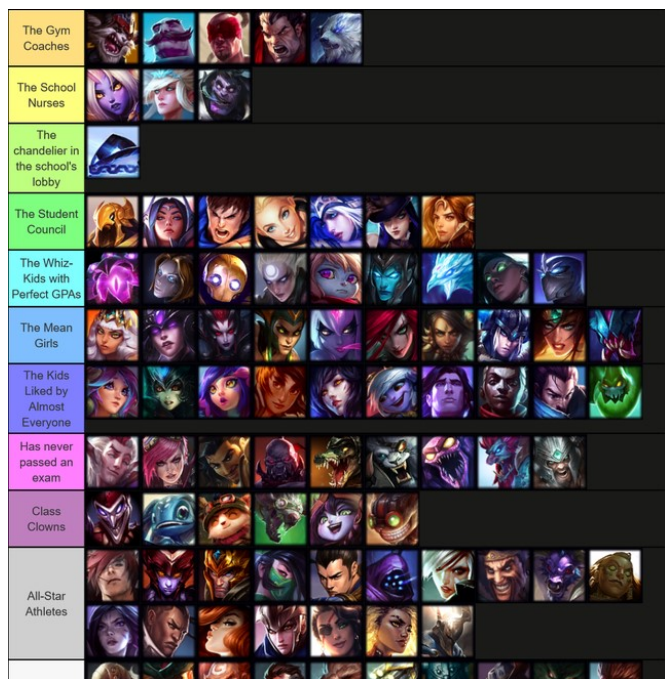 The Gym
Coaches
The School
Nurses
The
chandelier in
the school's
lobby
The Student
Council
The Whiz-
Kids with
Perfect GPAs
The Mean
Girls
The Kids
Liked by
Almost
Everyone
Has never
passed an
exam
Class
Clowns
All-Star
Athletes